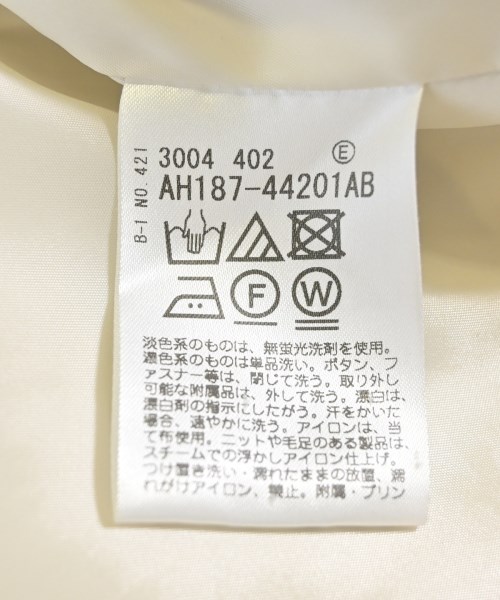 B-1 NO.421
3004 402 Ⓔ
AH187-44201AB
Ⓕ Ⓦ
淡色系のものは、無蛍光洗剤を使用。
濃色系のものは単品洗い。ボタン、フ
ァスナー等は、閉じて洗う。取り外し
可能な附属品は、外して洗う。漂白は、
漂白剤の指示にしたがう。汗をかいた
場合、速やかに洗う。アイロンは、当
て布使用。ニットや毛足のある製品は、
スチームでの浮かしアイロン仕上げ。
つけ置き洗い・濡れたままの放置、濡
れがけアイロン、禁止。附属・プリン